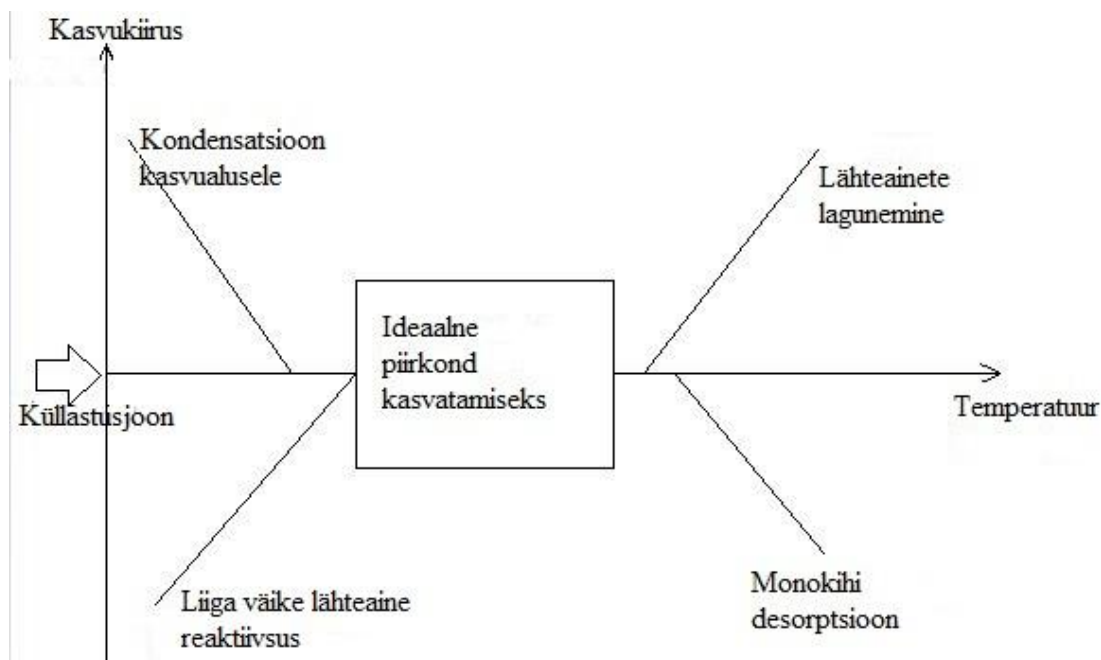 Kasvukiirus
Kondensatsioon
kasvualusele
Lähteainete
lagunemine
Ideaalne
piirkond
kasvatamiseks
Küllastusjoon
Temperatuur
Liiga väike lähteaine
reaktiivsus
Monokihi
desorptsioon